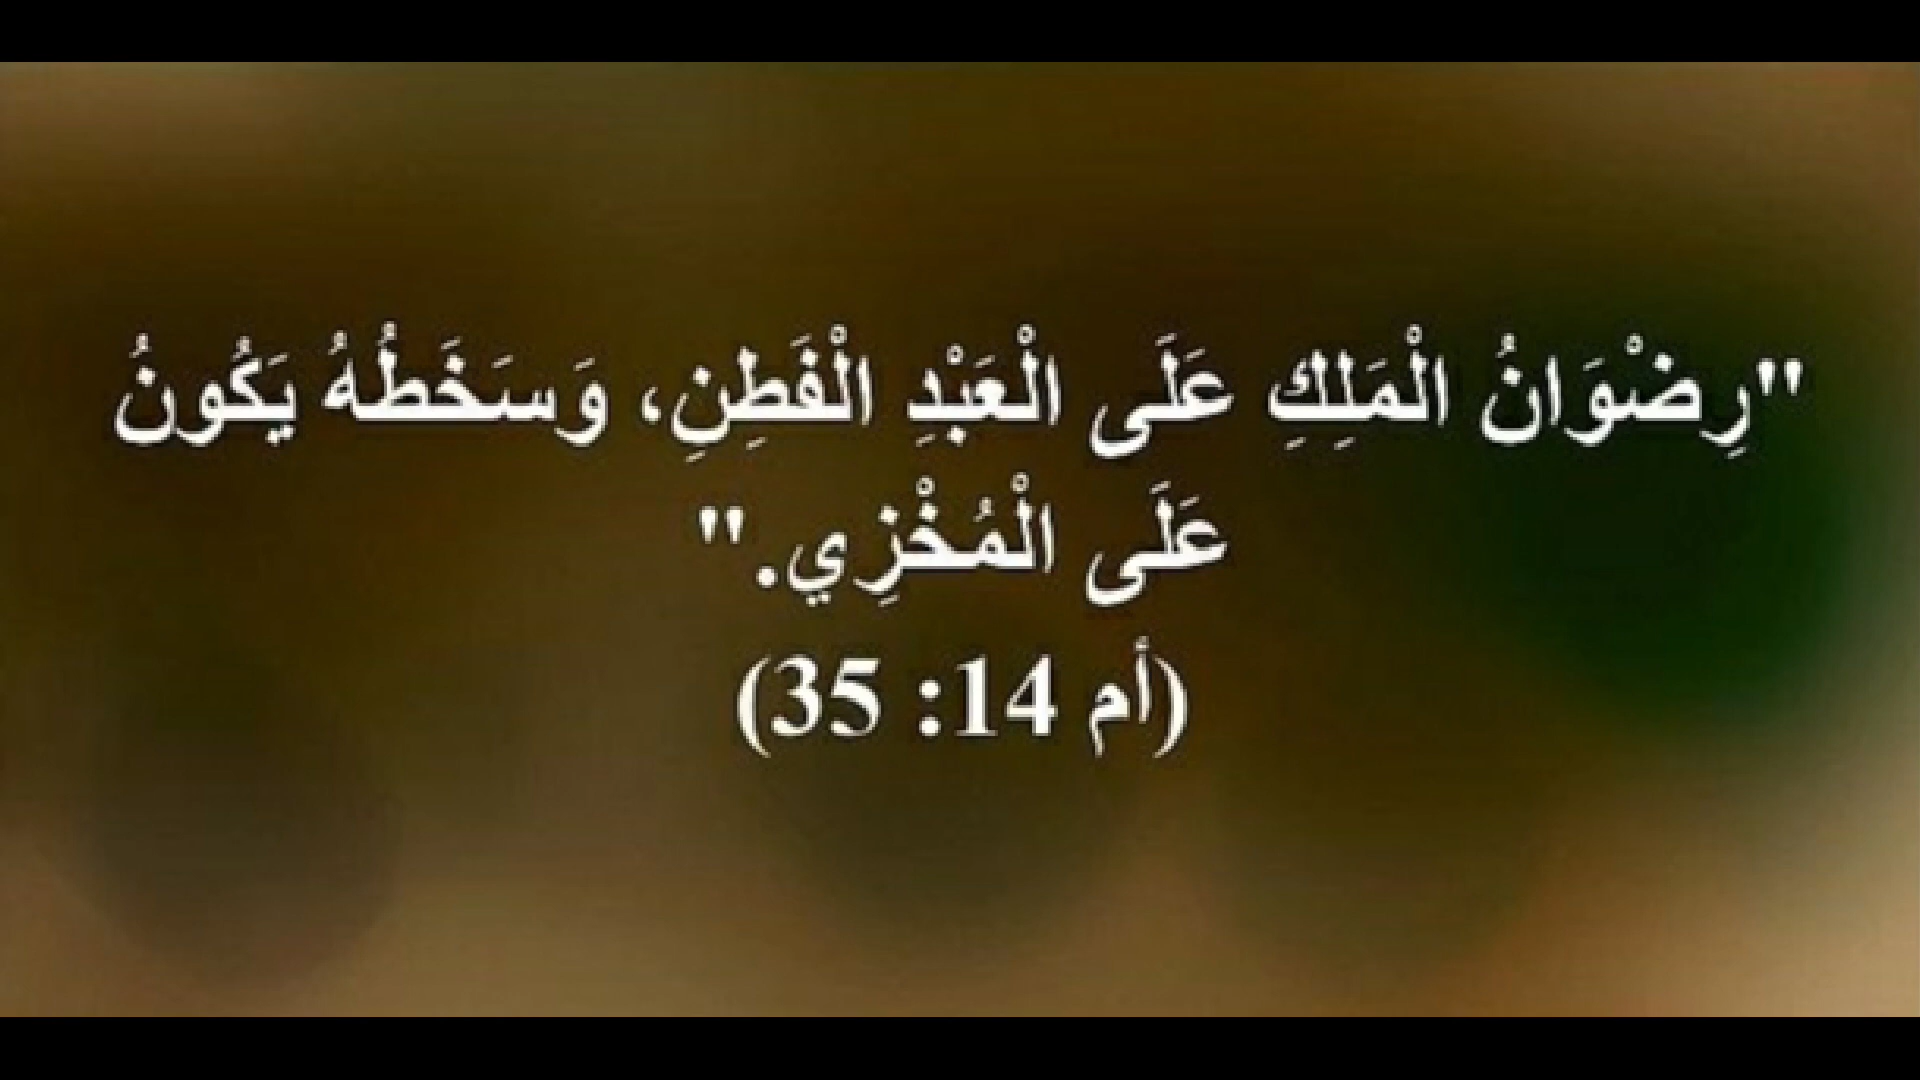 "رِضْوَانُ الْمَلِكِ عَلَى الْعَبْدِ الْفَطِنِ، وَسَخَطُهُ يَكُونُ
عَلَى الْمُخْزِي."
(أم 14: 35)